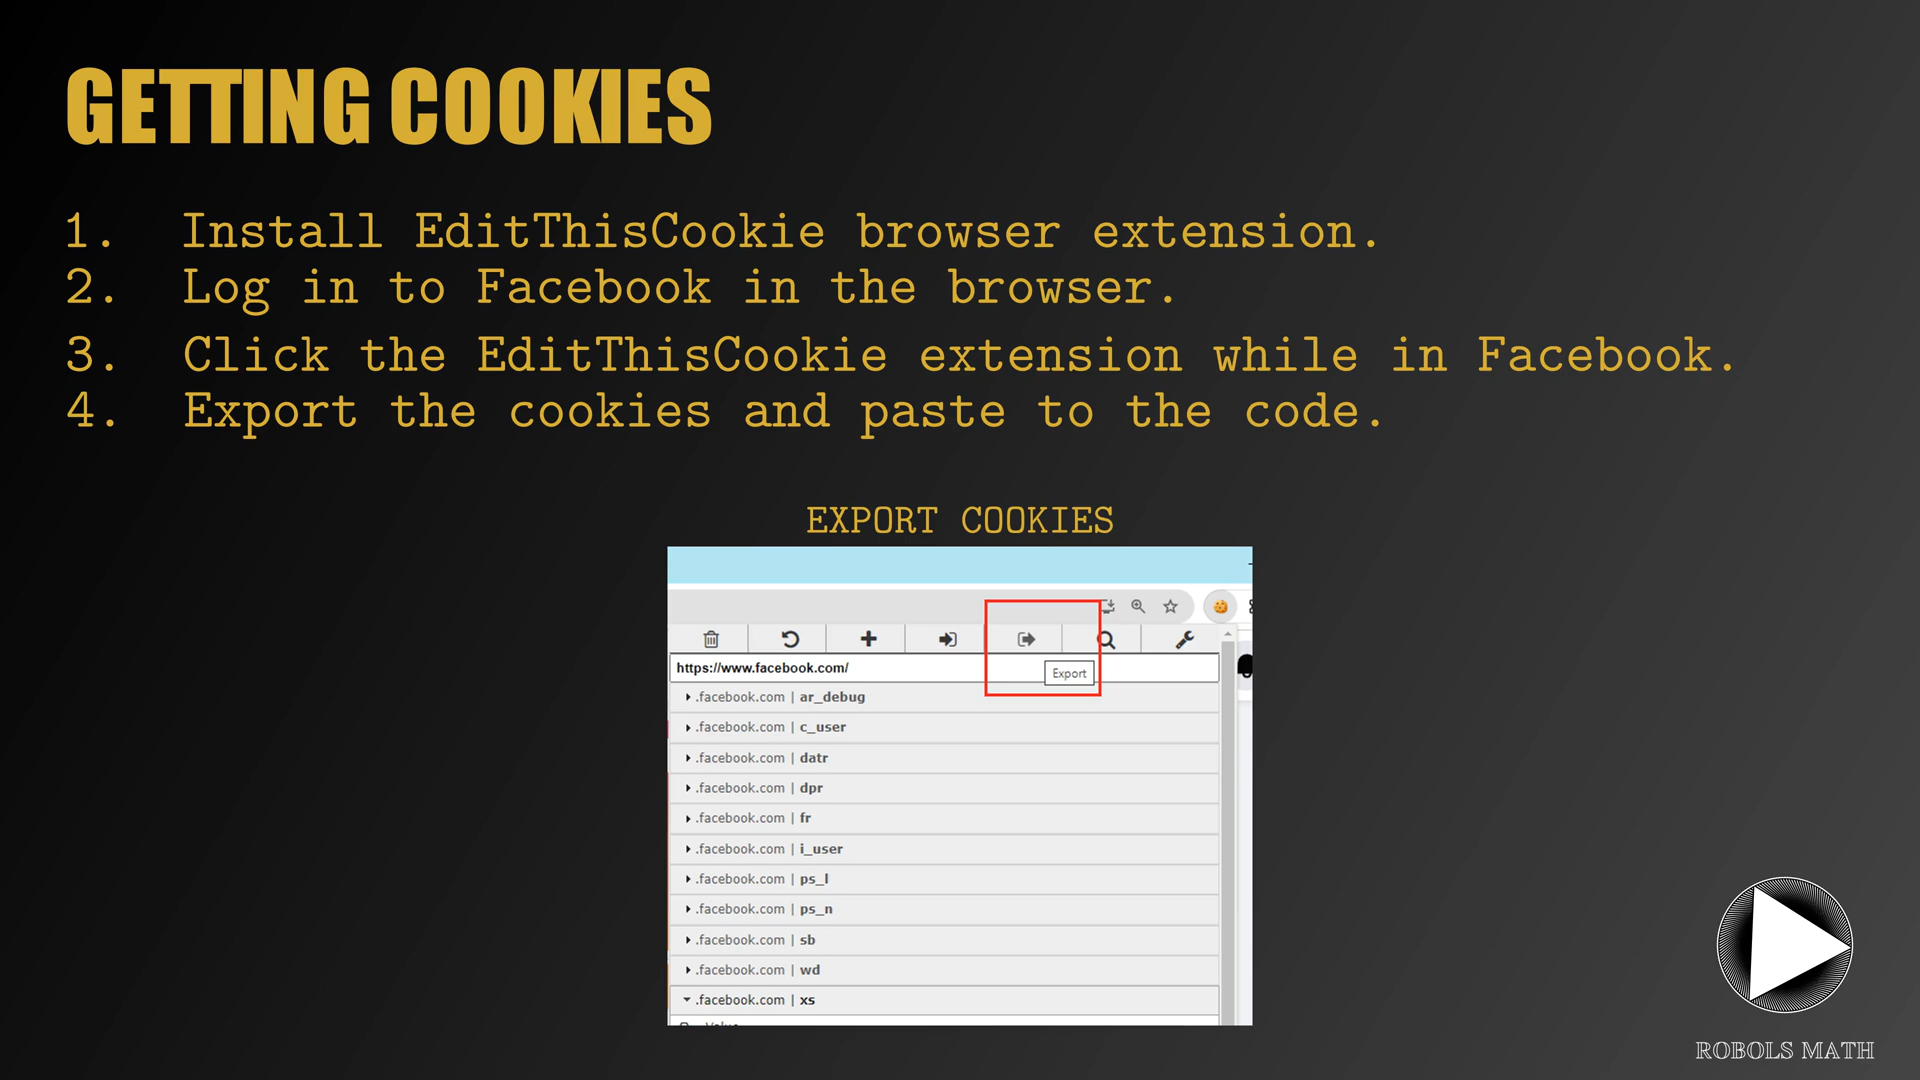 GETTING COOKIES
1. Install EditThisCookie browser extension.
2. Log in to Facebook in the browser.
3. Click the EditThisCookie extension while in Facebook.
4. Export the cookies and paste to the code.
EXPORT COOKIES
https://www.facebook.com/
Export
.facebook.com | ar_debug
.facebook.com | c_user
.facebook.com | datr
.facebook.com | dpr
.facebook.com | fr
.facebook.com | i_user
.facebook.com | ps_l
.facebook.com | ps_n
.facebook.com | sb
.facebook.com | wd
.facebook.com | xs
ROBOLS MATH